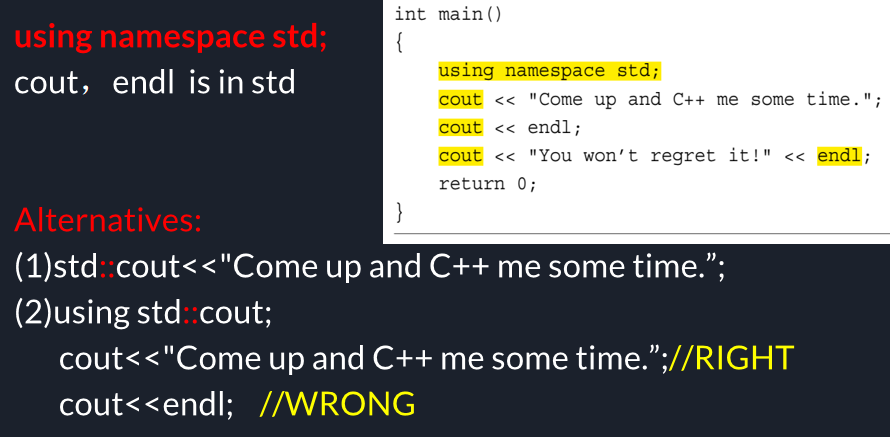 using namespace std;
cout，endl is in std
int main()
{
using namespace std;
cout << "Come up and C++ me some time.";
cout << endl;
cout << "You won’t regret it!" << endl;
return 0;
}
Alternatives:
(1)std::cout<<"Come up and C++ me some time.”;
(2)using std::cout;
cout<<"Come up and C++ me some time.”;//RIGHT
cout<<endl; //WRONG